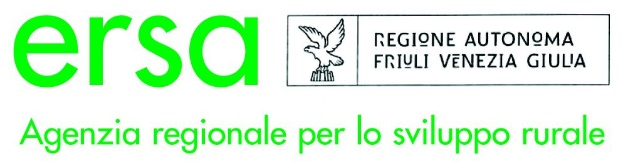 ersa
REGIONE AUTONOMA
FRIULI VENEZIA GIULIA
Agenzia regionale per lo sviluppo rurale